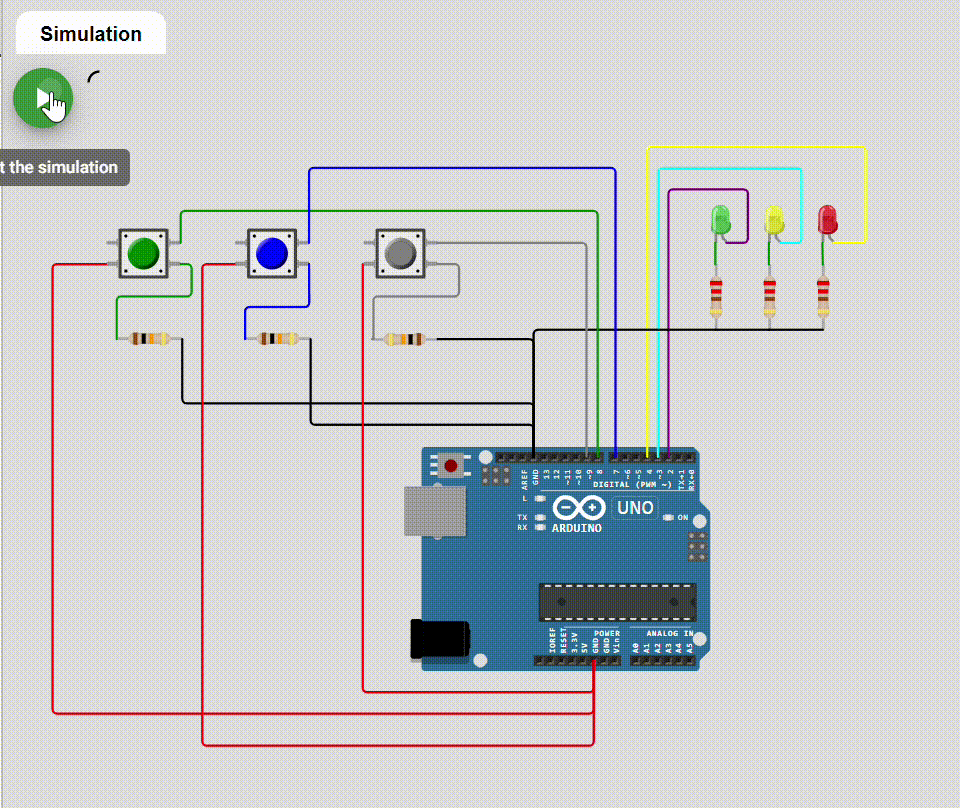 Simulation
t the simulation
AREF
GND
13
12
~11
~10
~9
8
7
~6
~5
4
~3
2
TX→1
RX←0
DIGITAL (PWM ~)
L
TX
RX
UNO
ON
ARDUINO
IOREF
RESET
3.3V
5V
GND
GND
Vin
POWER
ANALOG IN
A0
A1
A2
A3
A4
A5